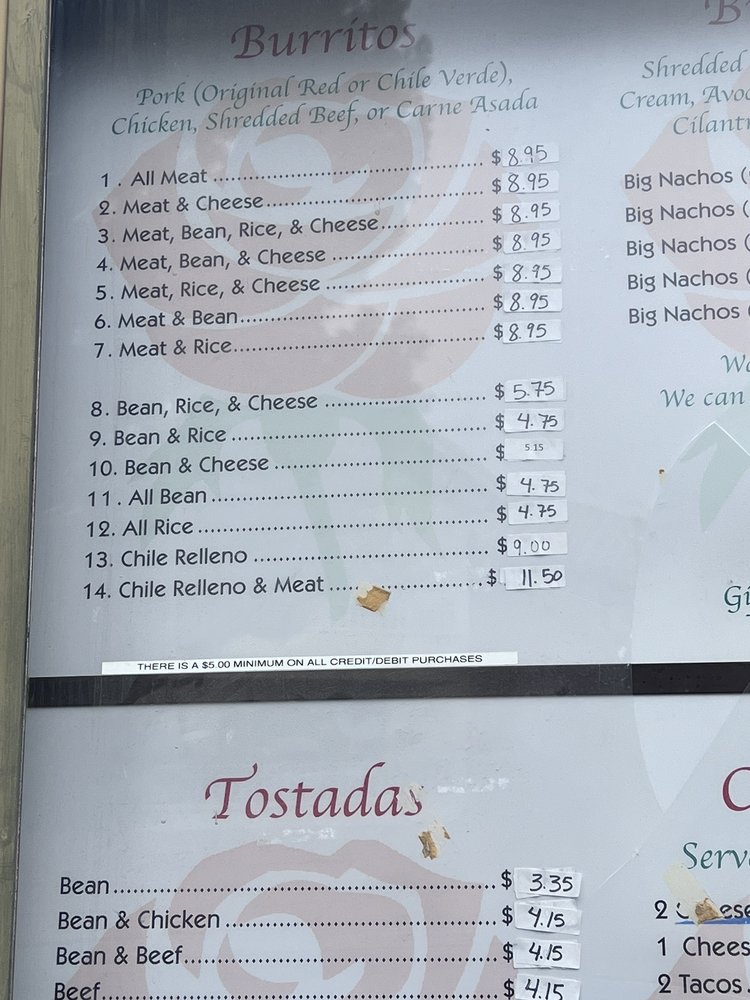 Burritos
Pork (Original Red or Chile Verde),
Chicken, Shredded Beef, or Carne Asada
1. All Meat $ 8.95
2. Meat & Cheese $ 8.95
3. Meat, Bean, Rice, & Cheese $ 8.95
4. Meat, Bean, & Cheese $ 8.95
5. Meat, Rice, & Cheese $ 8.95
6. Meat & Bean $ 8.95
7. Meat & Rice $ 8.95
8. Bean, Rice, & Cheese $ 5.75
9. Bean & Rice $ 4.75
10. Bean & Cheese $ 5.15
11. All Bean $ 4.75
12. All Rice $ 4.75
13. Chile Relleno $ 9.00
14. Chile Relleno & Meat $ 11.50
THERE IS A $5.00 MINIMUM ON ALL CREDIT/DEBIT PURCHASES
Tostadas
Bean $ 3.35
Bean & Chicken $ 4.15
Bean & Beef $ 4.15
Beef $ 4.15
Shredded
Cream,
Big Nachos (
Big Nachos (
Big Nachos (
Big Nachos (
Big Nachos (
We can
2
1
2 Tacos